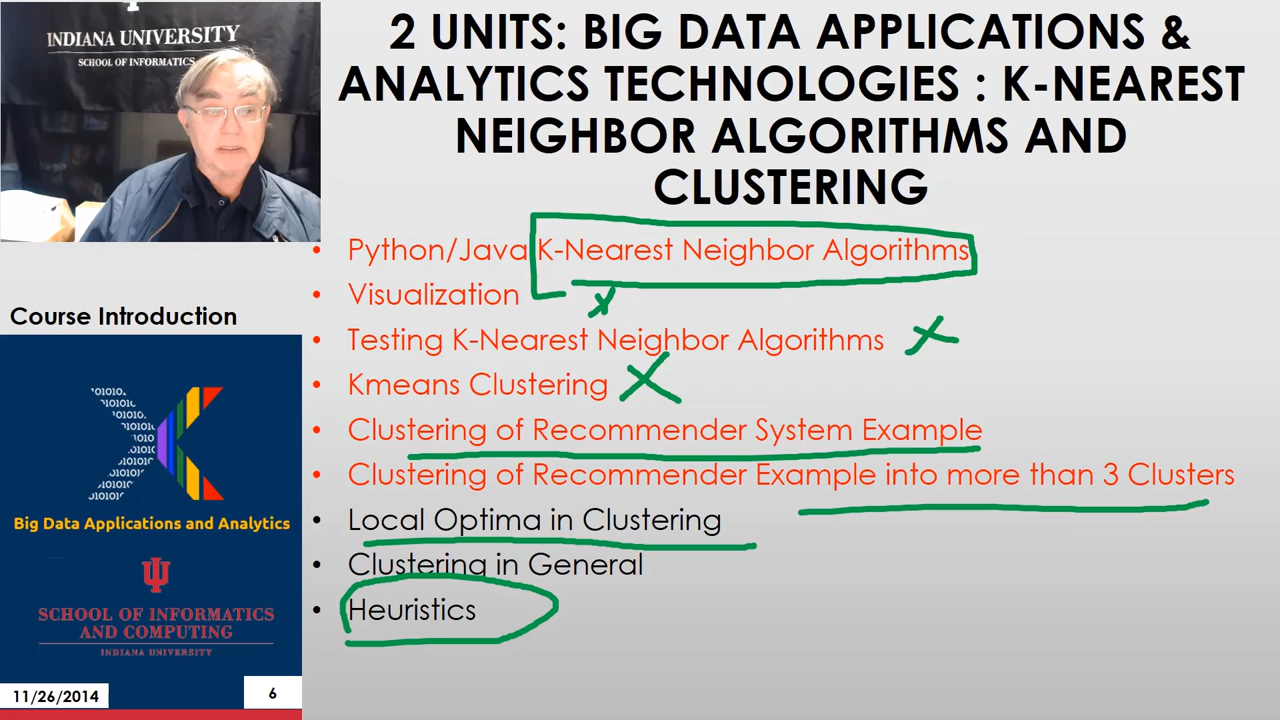 INDIANA UNIVERSITY
SCHOOL OF INFORMATICS
2 UNITS: BIG DATA APPLICATIONS &
ANALYTICS TECHNOLOGIES : K-NEAREST
NEIGHBOR ALGORITHMS AND
CLUSTERING
• Python/Java K-Nearest Neighbor Algorithms
• Visualization
• Testing K-Nearest Neighbor Algorithms
• Kmeans Clustering
• Clustering of Recommender System Example
• Clustering of Recommender Example into more than 3 Clusters
• Local Optima in Clustering
• Clustering in General
• Heuristics
Course Introduction
Big Data Applications and Analytics
SCHOOL OF INFORMATICS
AND COMPUTING
INDIANA UNIVERSITY
11/26/2014
6